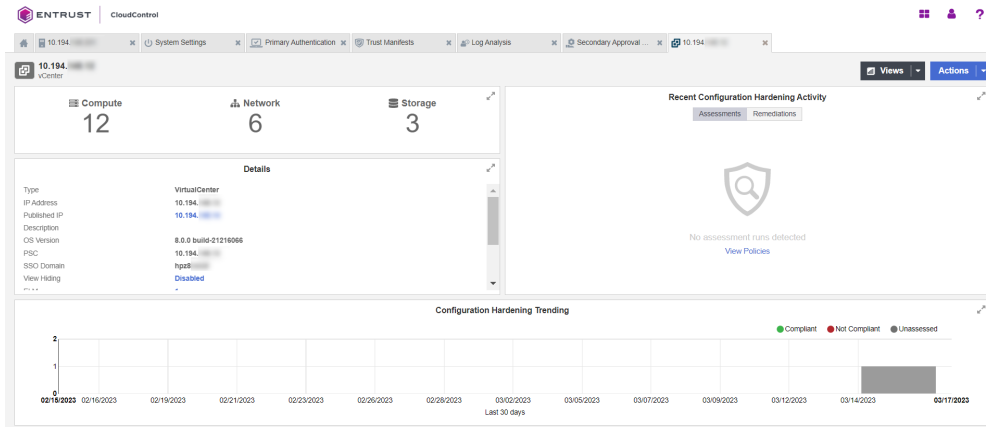 ENTRUST CloudControl
?
10.194. System Settings Primary Authentication Trust Manifests Log Analysis Secondary Approval ... 10.194
10.194.
vCenter
Views Actions
Compute Network Storage
12 6 3
Recent Configuration Hardening Activity
Assessments Remediations
No assessment runs detected
View Policies
Details
Type VirtualCenter
IP Address 10.194.
Published IP 10.194.
Description
OS Version 8.0.0 build-21216066
PSC 10.194.
SSO Domain hpz8
View Hiding Disabled
Configuration Hardening Trending
Compliant Not Compliant Unassessed
2
1
0
02/15/2023 02/16/2023 02/19/2023 02/21/2023 02/23/2023 02/26/2023 02/28/2023 03/02/2023 03/05/2023 03/07/2023 03/09/2023 03/12/2023 03/14/2023 03/17/2023
Last 30 days